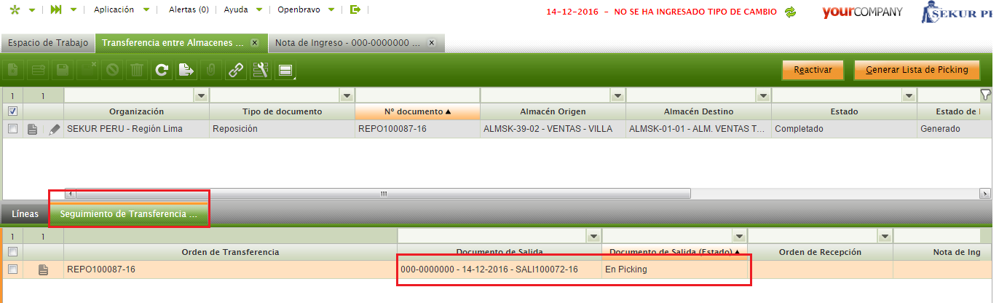 Aplicación Alertas (0) Ayuda Openbravo 14-12-2016 - NO SE HA INGRESADO TIPO DE CAMBIO yourCOMPANY SEKUR PE
Espacio de Trabajo Transferencia entre Almacenes ... Nota de Ingreso - 000-0000000 ...
Reactivar Generar Lista de Picking
1 1
Organización Tipo de documento Nº documento Almacén Origen Almacén Destino Estado Estado de
SEKUR PERU - Región Lima Reposición REPO100087-16 ALMSK-39-02 - VENTAS - VILLA ALMSK-01-01 - ALM. VENTAS T... Completado Generado
Líneas Seguimiento de Transferencia ...
1 1
Orden de Transferencia Documento de Salida Documento de Salida (Estado) Orden de Recepción Nota de Ing
REPO100087-16 000-0000000 - 14-12-2016 - SALI100072-16 En Picking